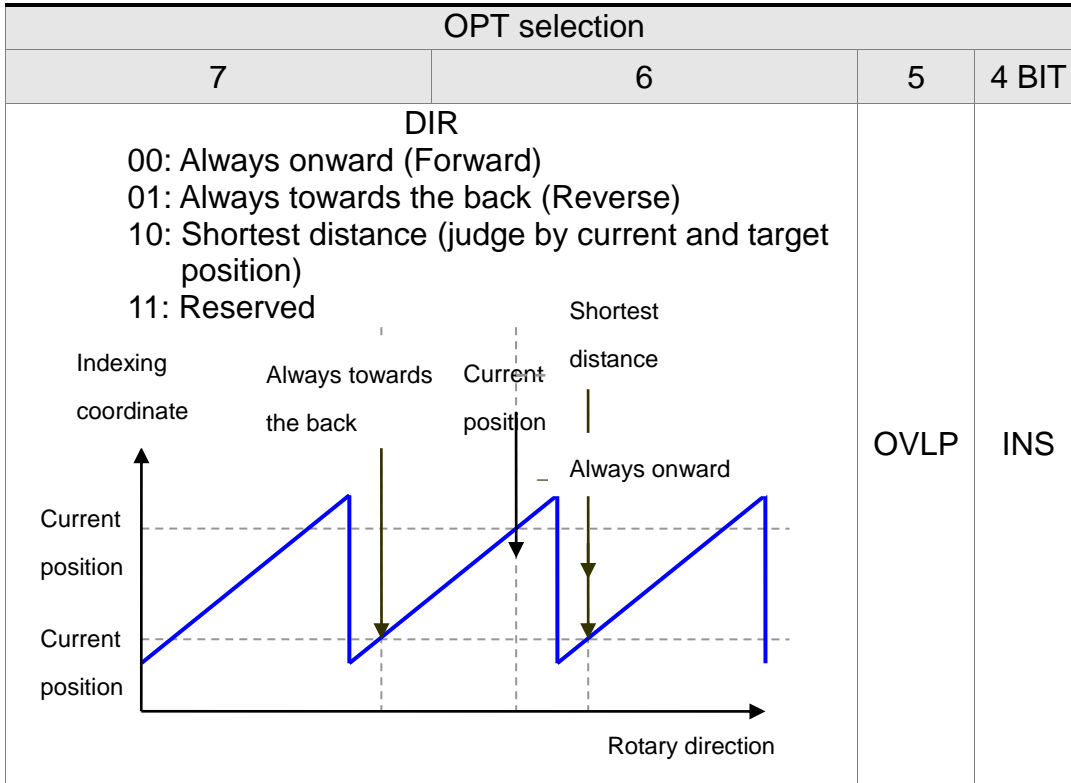 OPT selection
7 6 5 4 BIT
DIR
00: Always onward (Forward)
01: Always towards the back (Reverse)
10: Shortest distance (judge by current and target
position)
11: Reserved
Shortest
distance
Indexing
coordinate
Always towards
the back
Current
position
Always onward
Current
position
Current
position
Rotary direction
OVLP
INS